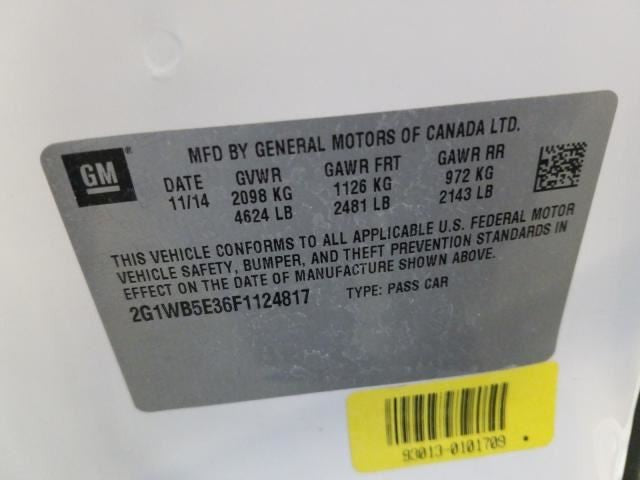 MFD BY GENERAL MOTORS OF CANADA LTD.
GM ®
DATE GVWR GAWR FRT GAWR RR
11/14 2098 KG 1126 KG 972 KG
4624 LB 2481 LB 2143 LB
THIS VEHICLE CONFORMS TO ALL APPLICABLE U.S. FEDERAL MOTOR
VEHICLE SAFETY, BUMPER, AND THEFT PREVENTION STANDARDS IN
EFFECT ON THE DATE OF MANUFACTURE SHOWN ABOVE.
2G1WB5E36F1124817 TYPE: PASS CAR
93013-0101709